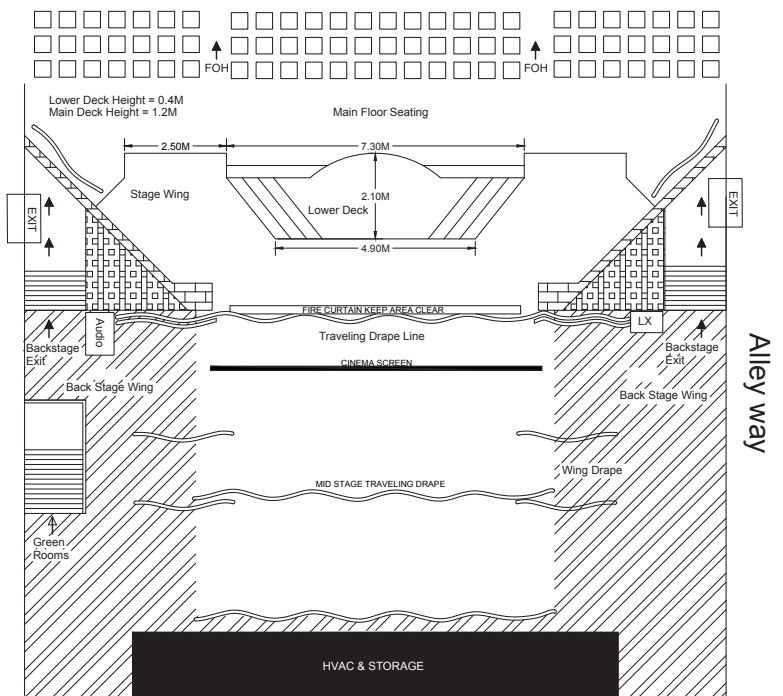 FOH
FOH
Lower Deck Height = 0.4M
Main Deck Height = 1.2M
Main Floor Seating
2.50M
7.30M
Stage Wing
2.10M
Lower Deck
EXIT
EXIT
4.90M
FIRE CURTAIN KEEP AREA CLEAR
Audio
LX
Traveling Drape Line
Backstage
Exit
Backstage
Exit
CINEMA SCREEN
Back Stage Wing
Back Stage Wing
Alley way
Wing Drape
MID STAGE TRAVELING DRAPE
Green
Rooms
HVAC & STORAGE